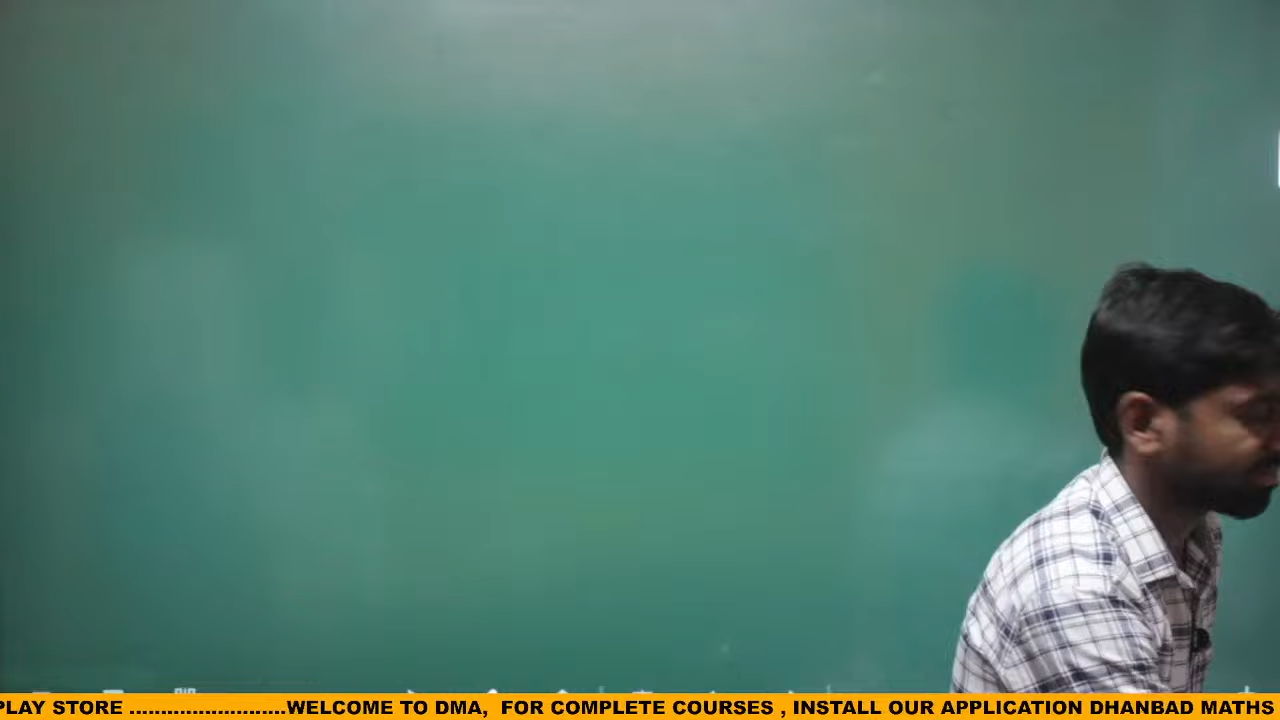 PLAY STORE .........................WELCOME TO DMA,  FOR COMPLETE COURSES , INSTALL OUR APPLICATION DHANBAD MATHS